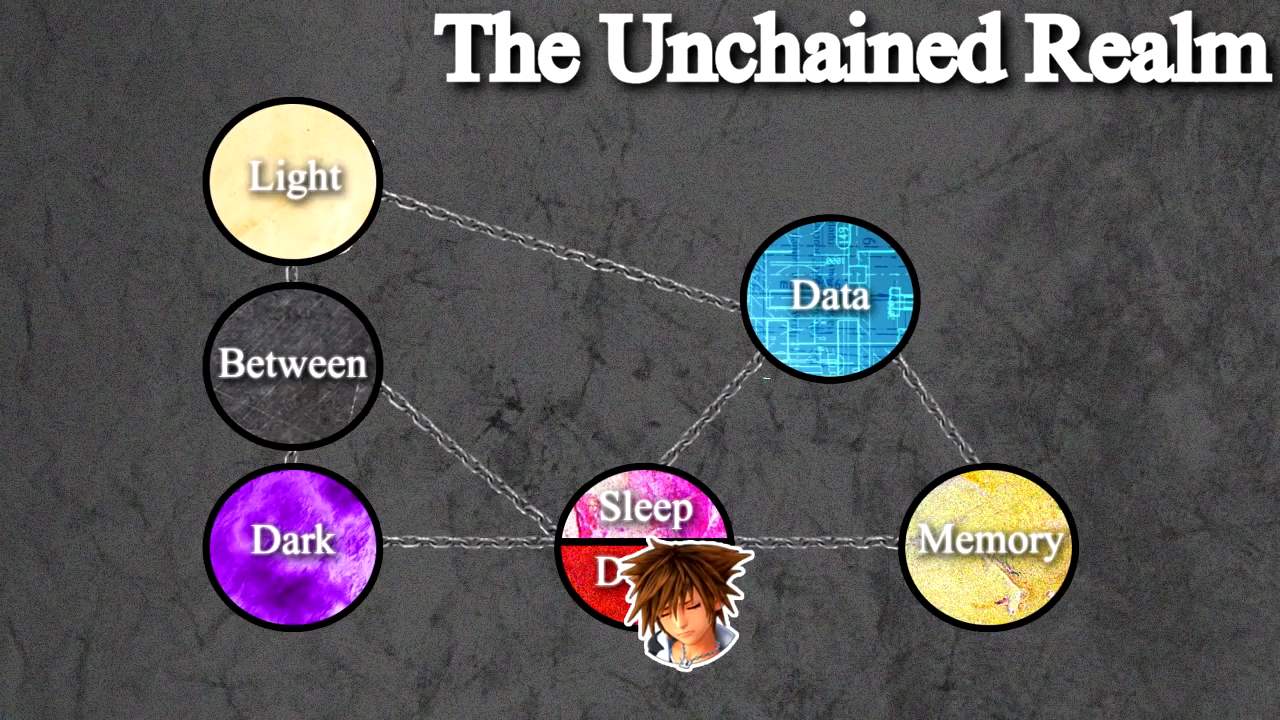 The Unchained Realm
Light
Data
Between
Sleep
Dark
Memory